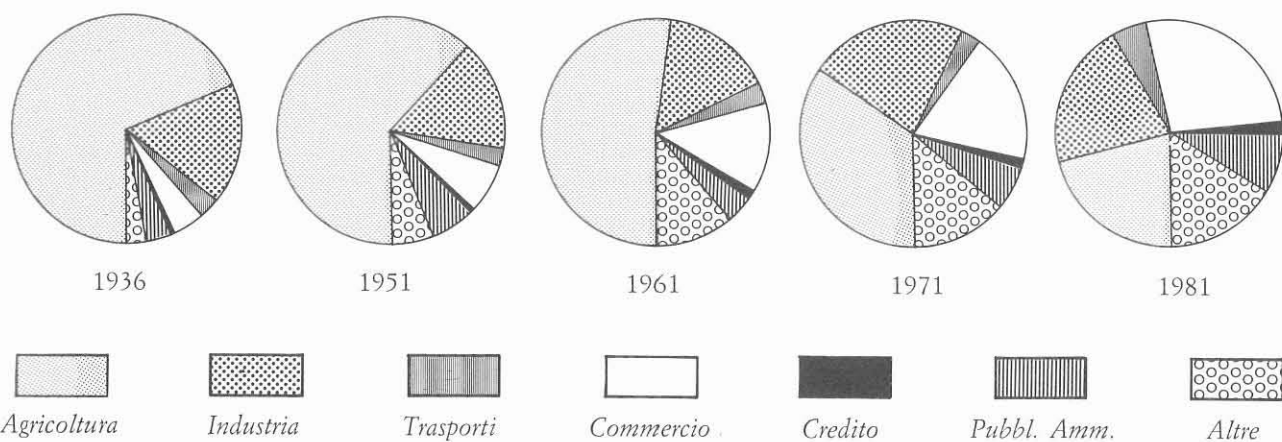 1936 1951 1961 1971 1981
Agricoltura Industria Trasporti Commercio Credito Pubbl. Amm. Altre